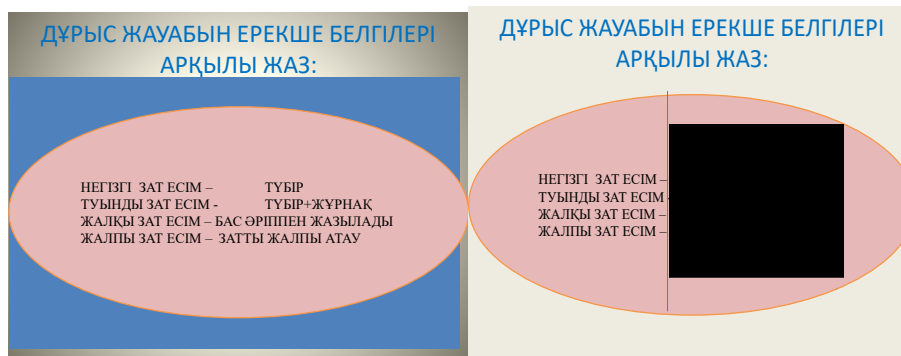 ДҰРЫС ЖАУАБЫН ЕРЕКШЕ БЕЛГІЛЕРІ
АРҚЫЛЫ ЖАЗ:
НЕГІЗГІ ЗАТ ЕСІМ – ТҮБІР
ТУЫНДЫ ЗАТ ЕСІМ - ТҮБІР+ЖҰРНАҚ
ЖАЛҚЫ ЗАТ ЕСІМ – БАС ӘРІППЕН ЖАЗЫЛАДЫ
ЖАЛПЫ ЗАТ ЕСІМ – ЗАТТЫ ЖАЛПЫ АТАУ
ДҰРЫС ЖАУАБЫН ЕРЕКШЕ БЕЛГІЛЕРІ
АРҚЫЛЫ ЖАЗ:
НЕГІЗГІ ЗАТ ЕСІМ –
ТУЫНДЫ ЗАТ ЕСІМ -
ЖАЛҚЫ ЗАТ ЕСІМ –
ЖАЛПЫ ЗАТ ЕСІМ –